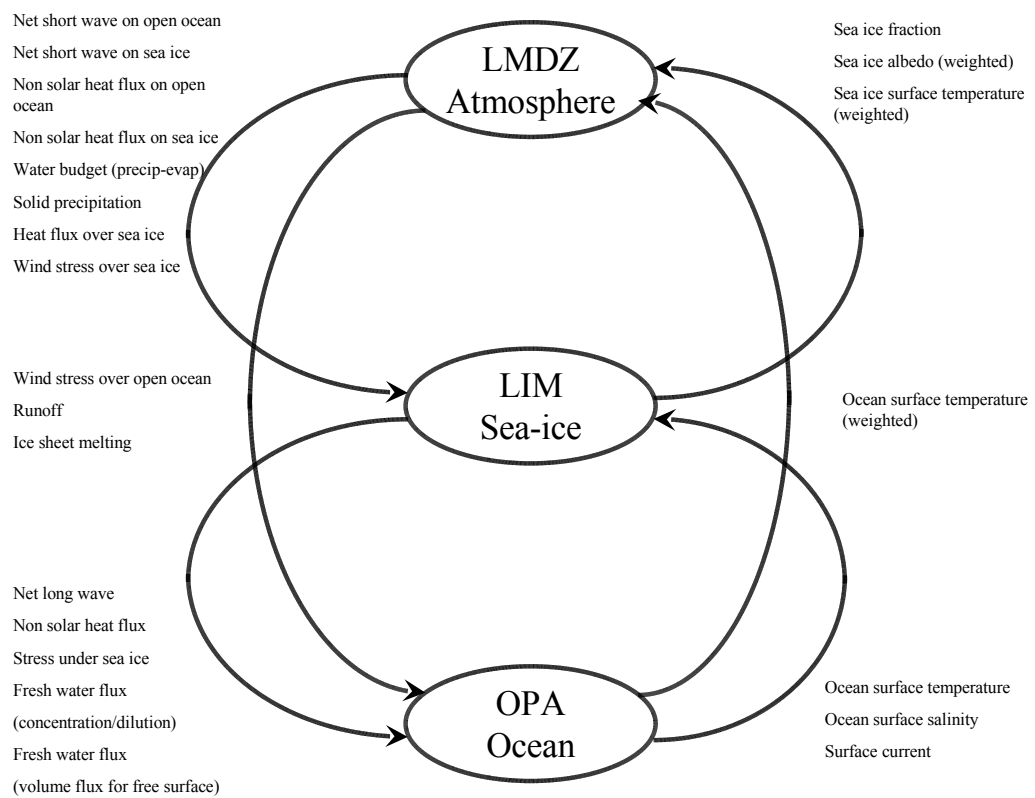 Net short wave on open ocean
Net short wave on sea ice
Non solar heat flux on open
ocean
Non solar heat flux on sea ice
Water budget (precip-evap)
Solid precipitation
Heat flux over sea ice
Wind stress over sea ice
LMDZ
Atmosphere
Sea ice fraction
Sea ice albedo (weighted)
Sea ice surface temperature
(weighted)
Wind stress over open ocean
Runoff
Ice sheet melting
LIM
Sea-ice
Ocean surface temperature
(weighted)
Net long wave
Non solar heat flux
Stress under sea ice
Fresh water flux
(concentration/dilution)
Fresh water flux
(volume flux for free surface)
OPA
Ocean
Ocean surface temperature
Ocean surface salinity
Surface current